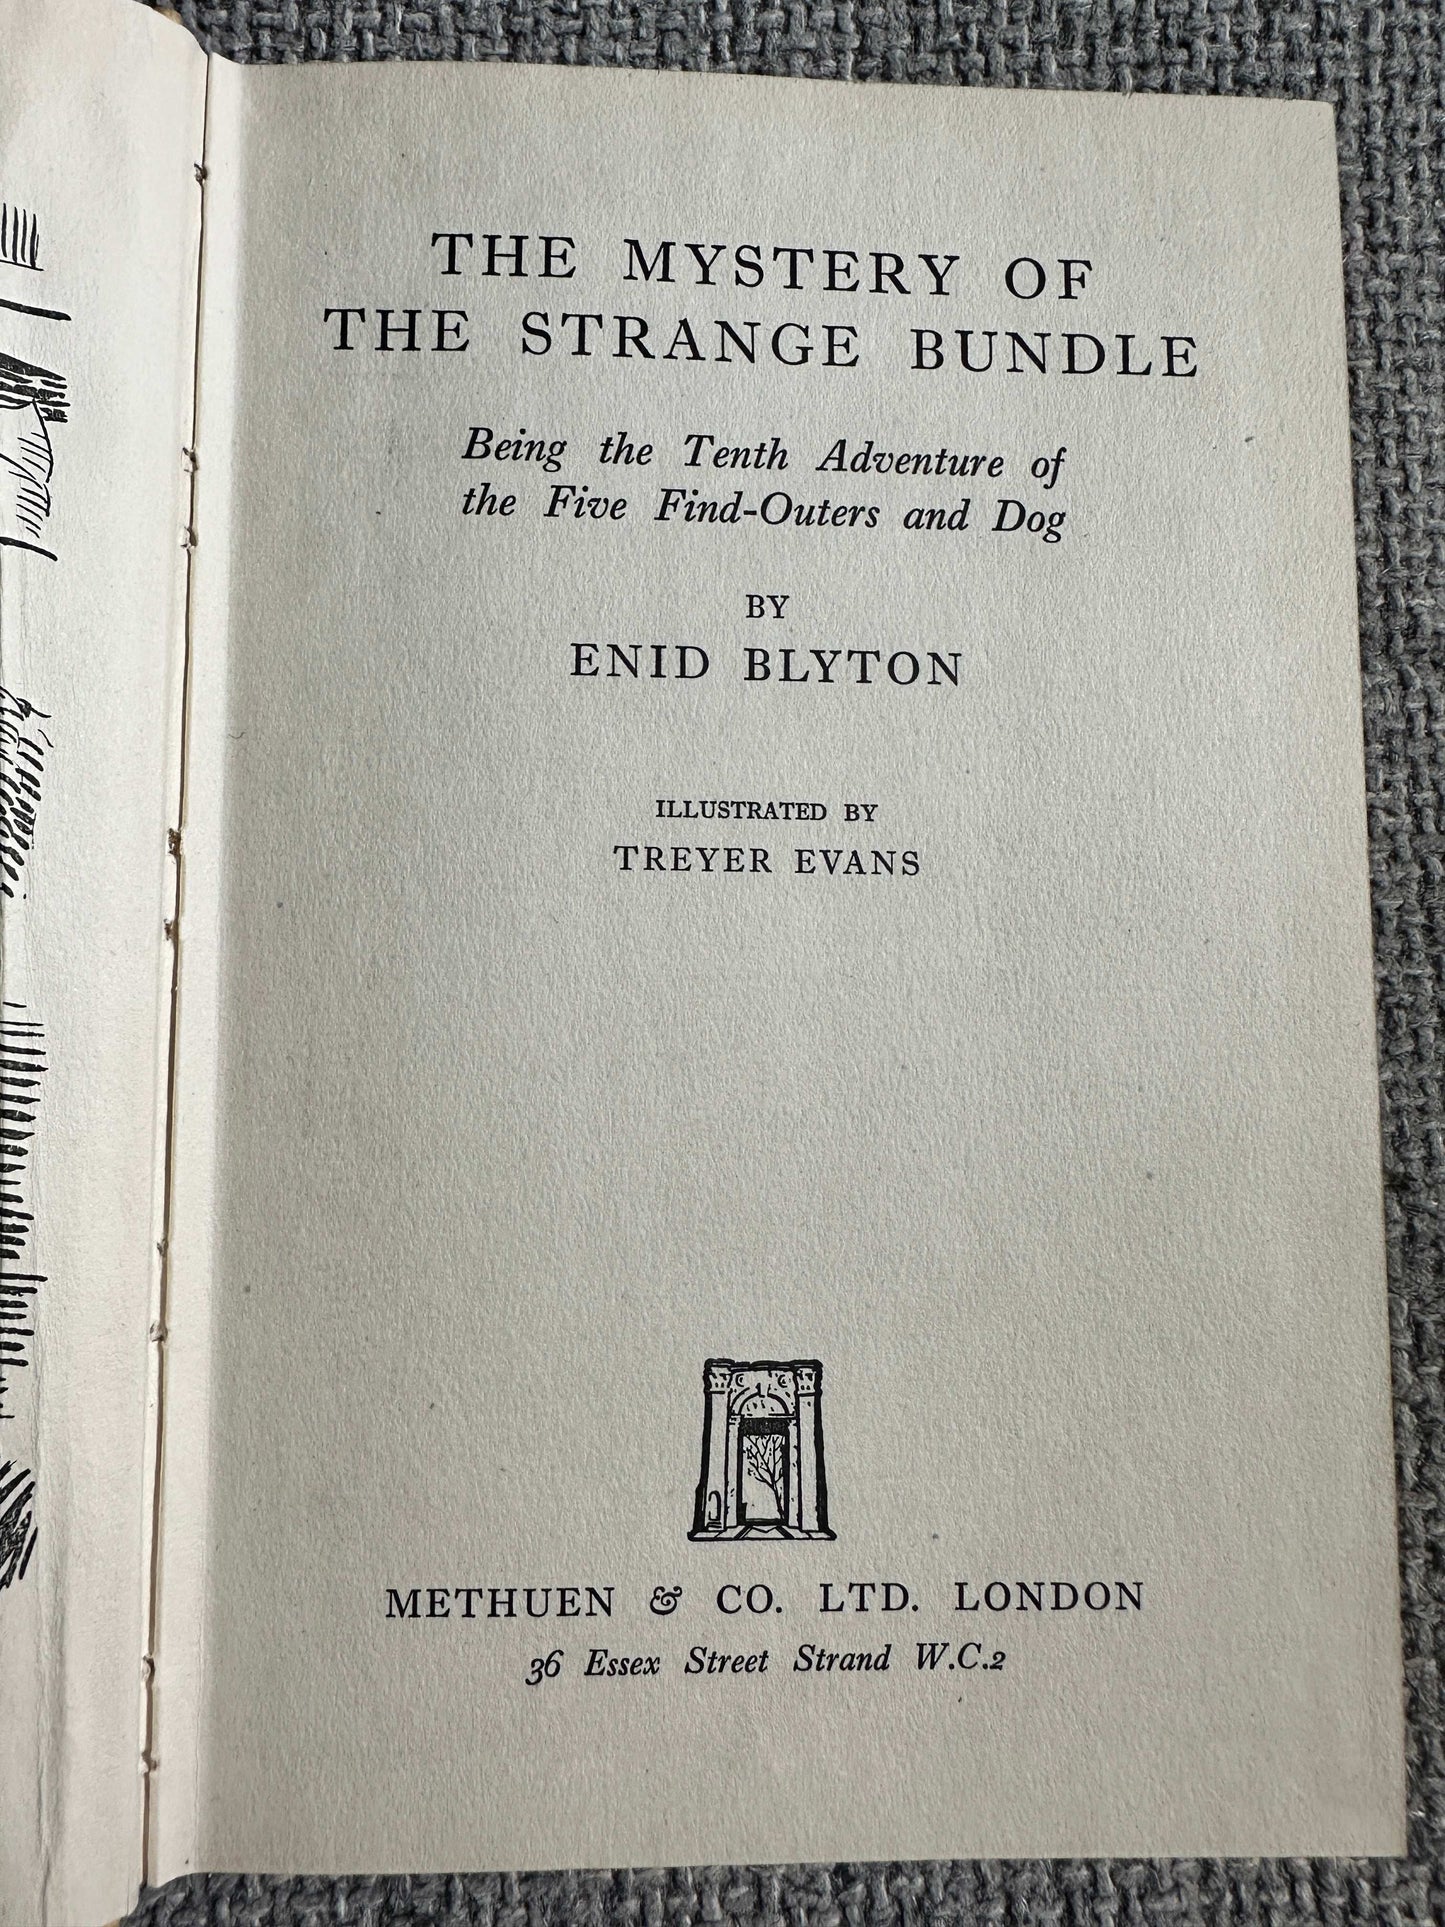 THE MYSTERY OF
THE STRANGE BUNDLE
Being the Tenth Adventure of
the Five Find-Outers and Dog
BY
ENID BLYTON
ILLUSTRATED BY
TREYER EVANS
METHUEN & CO. LTD. LONDON
36 Essex Street Strand W.C.2